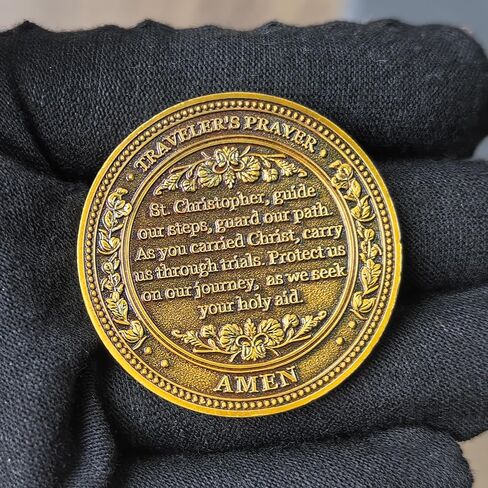 TRAVELER'S PRAYER
St. Christopher, guide
our steps, guard our path.
As you carried Christ, carry
us through trials. Protect us
on our journey, as we seek
your holy aid.
AMEN